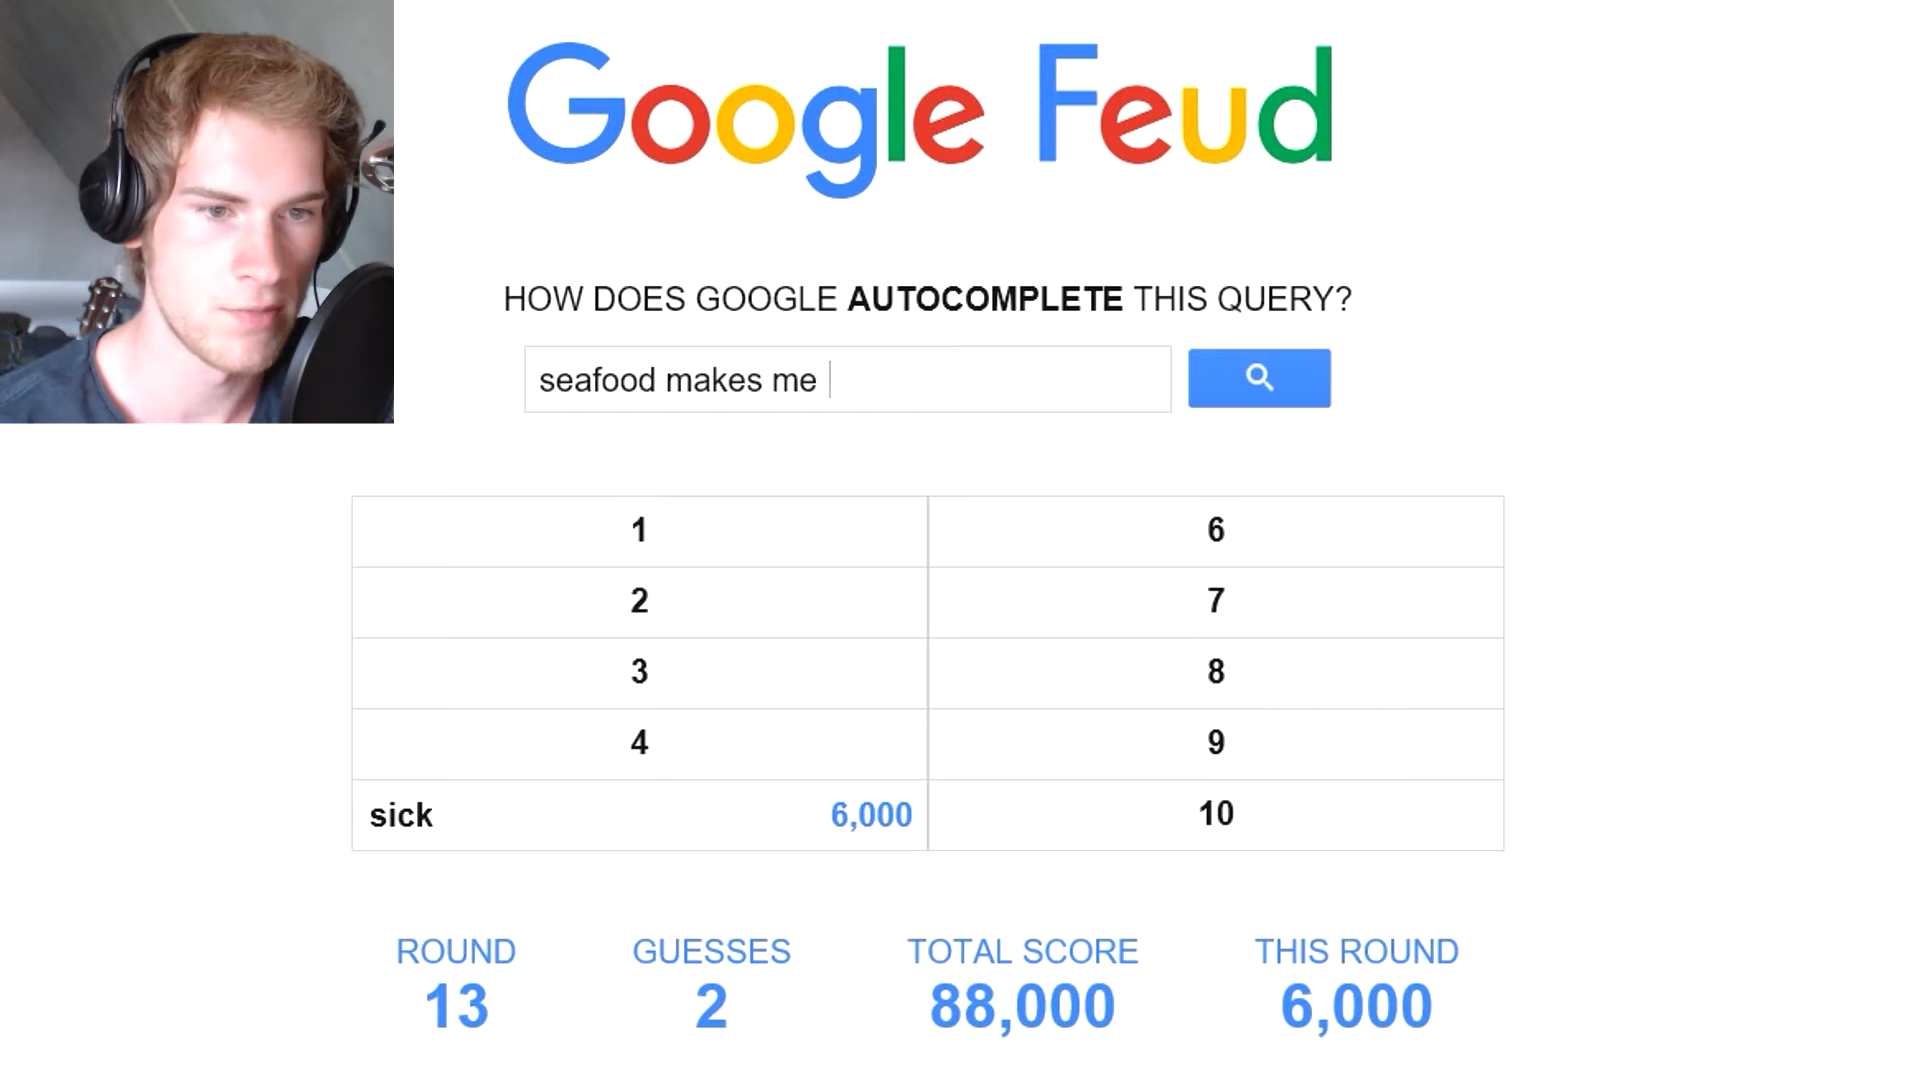 Google Feud
HOW DOES GOOGLE AUTOCOMPLETE THIS QUERY?
seafood makes me
1
6
2
7
3
8
4
9
sick 6,000
10
ROUND GUESSES TOTAL SCORE THIS ROUND
13 2 88,000 6,000